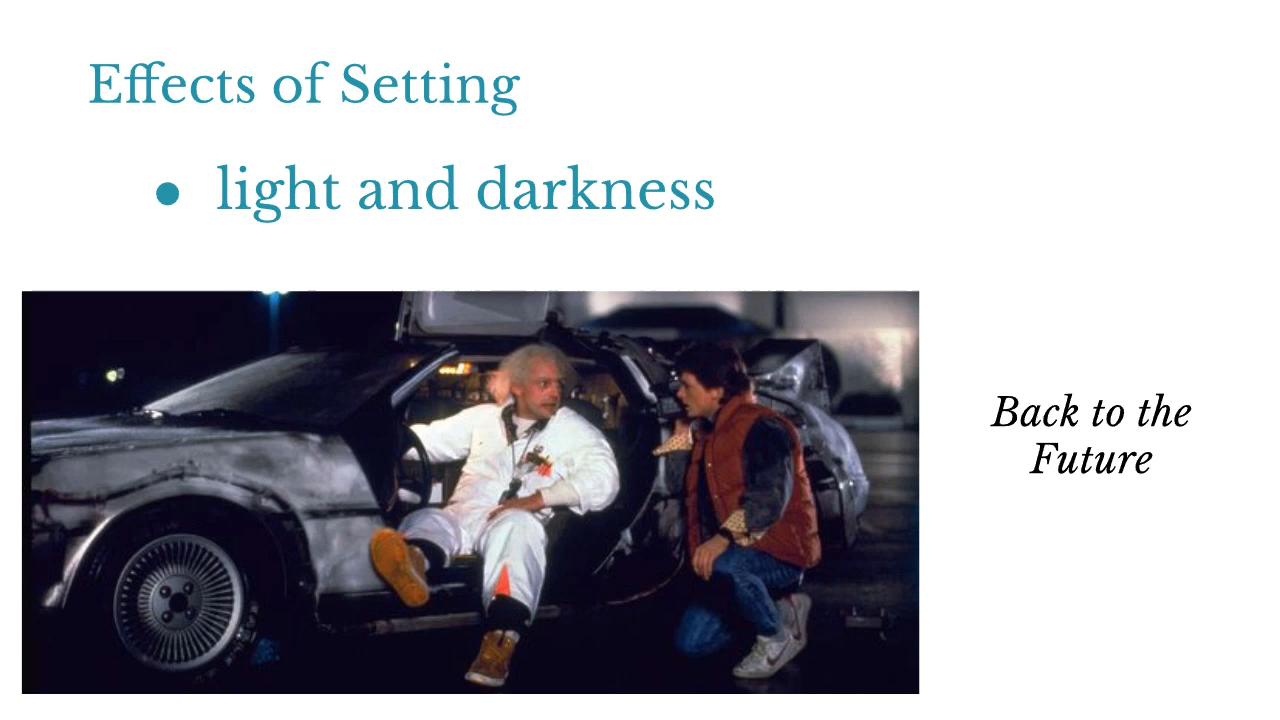 Effects of Setting
● light and darkness
Back to the
Future